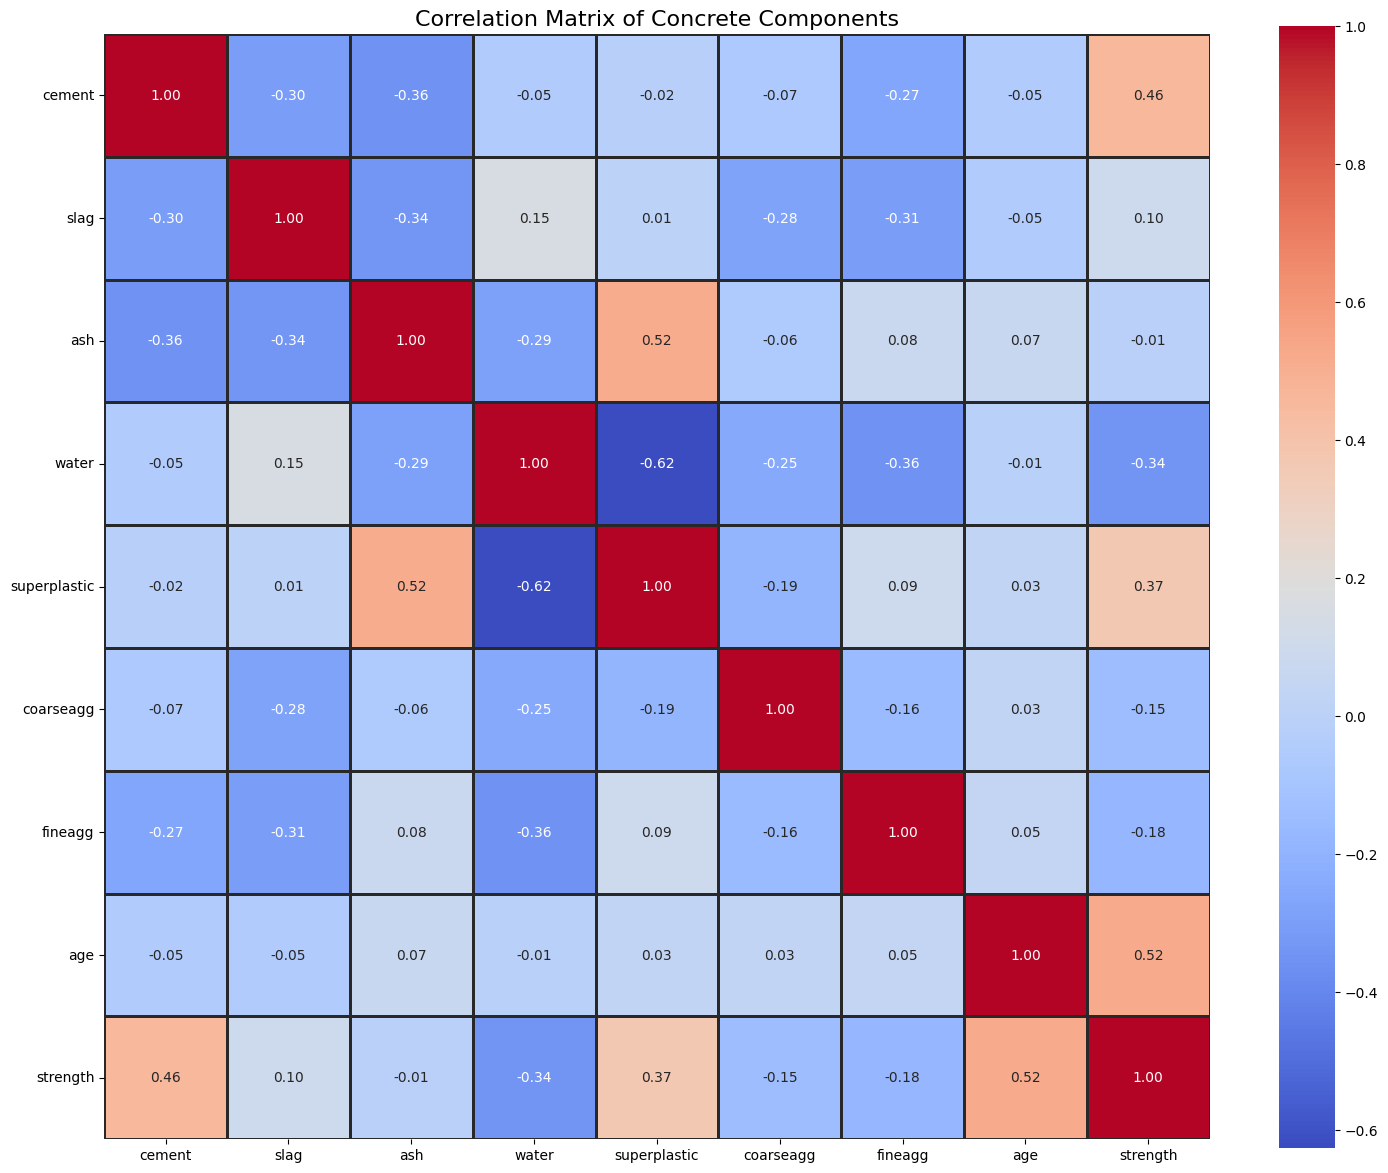 Correlation Matrix of Concrete Components
cement 1.00 -0.30 -0.36 -0.05 -0.02 -0.07 -0.27 -0.05 0.46
slag -0.30 1.00 -0.34 0.15 0.01 -0.28 -0.31 -0.05 0.10
ash -0.36 -0.34 1.00 -0.29 0.52 -0.06 0.08 0.07 -0.01
water -0.05 0.15 -0.29 1.00 -0.62 -0.25 -0.36 -0.01 -0.34
superplastic -0.02 0.01 0.52 -0.62 1.00 -0.19 0.09 0.03 0.37
coarseagg -0.07 -0.28 -0.06 -0.25 -0.19 1.00 -0.16 0.03 -0.15
fineagg -0.27 -0.31 0.08 -0.36 0.09 -0.16 1.00 0.05 -0.18
age -0.05 -0.05 0.07 -0.01 0.03 0.03 0.05 1.00 0.52
strength 0.46 0.10 -0.01 -0.34 0.37 -0.15 -0.18 0.52 1.00
cement slag ash water superplastic coarseagg fineagg age strength
1.0
0.8
0.6
0.4
0.2
0.0
−0.2
−0.4
−0.6